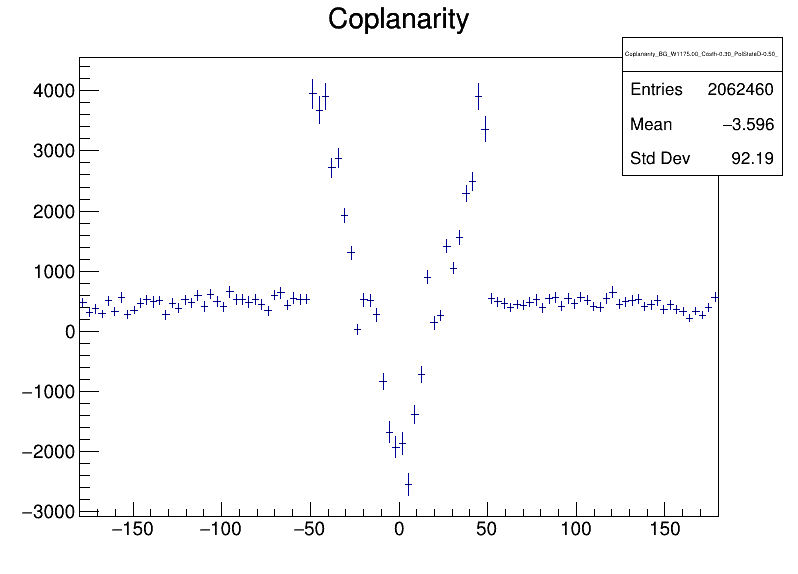 Coplanarity
Coplanarity_BG_W1175.00_Costh-0.30_PolStateD-0.50_
Entries 2062460
Mean −3.596
Std Dev 92.19
4000
3000
2000
1000
0
−1000
−2000
−3000
−150 −100 −50 0 50 100 150